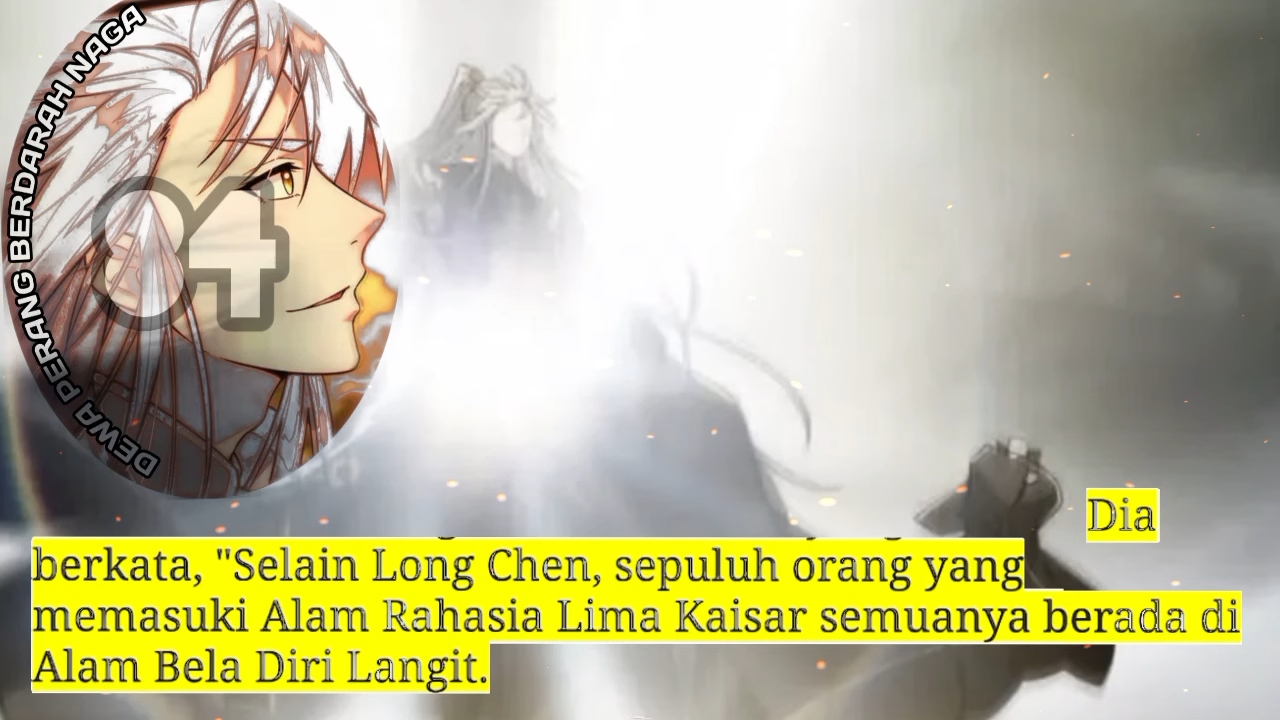 DEWA PERANG BERDARAH NAGA
94
Dia
berkata, "Selain Long Chen, sepuluh orang yang
memasuki Alam Rahasia Lima Kaisar semuanya berada di
Alam Bela Diri Langit.